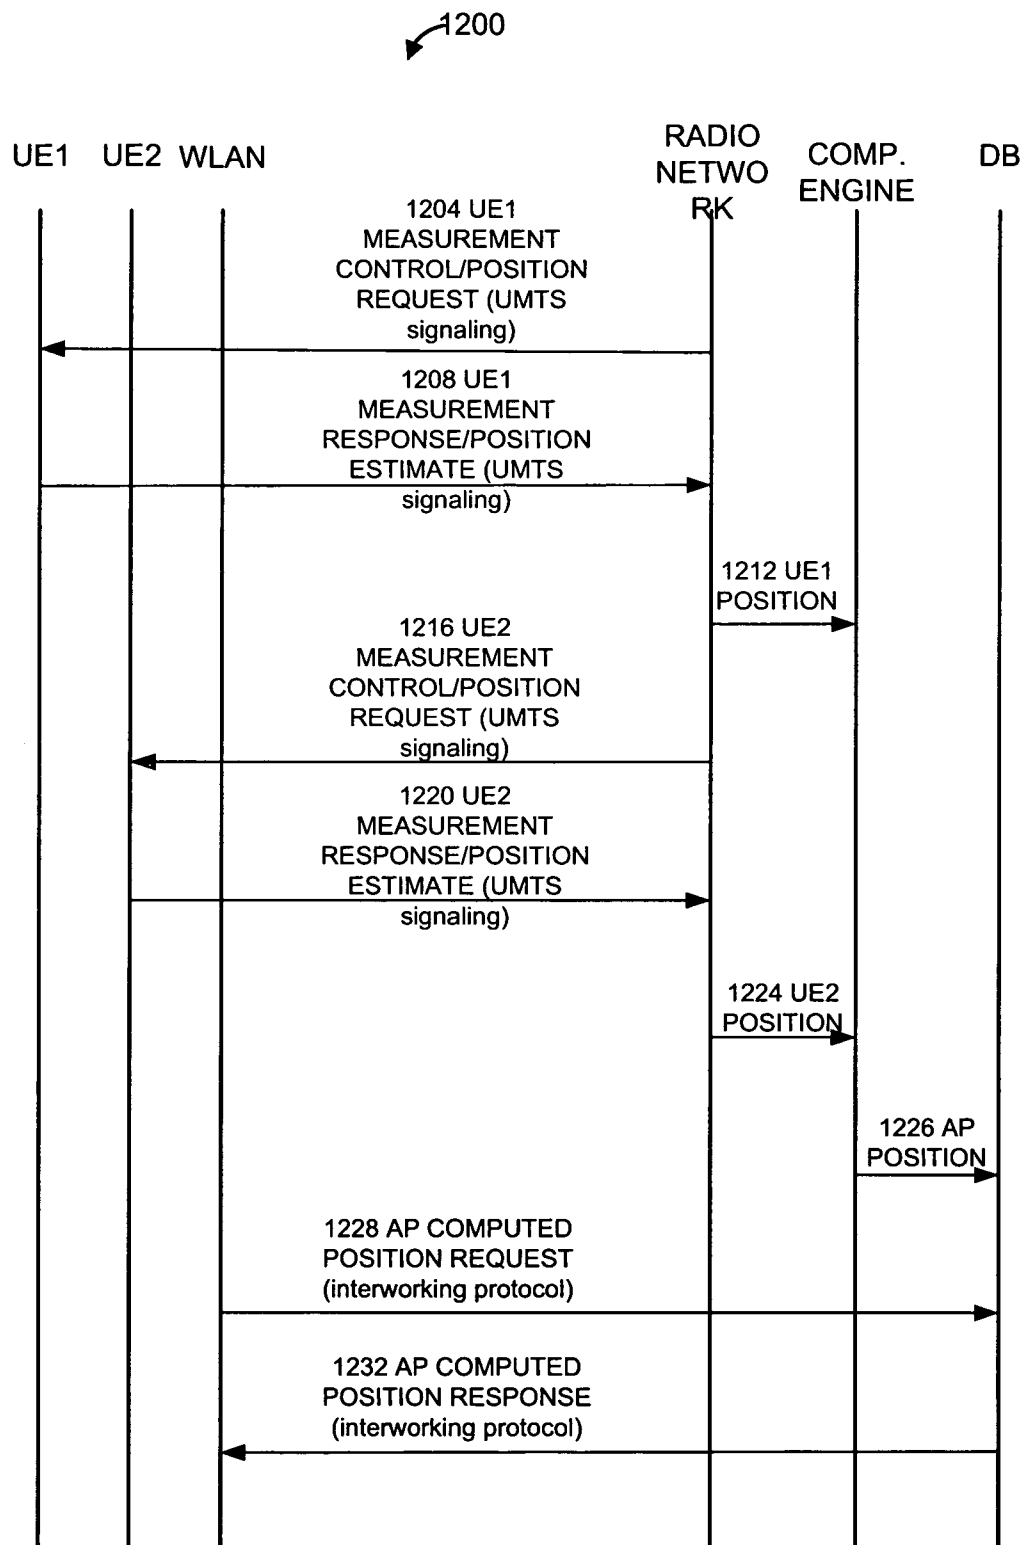 1200
UE1
UE2
WLAN
RADIO
NETWO
RK
COMP.
ENGINE
DB
1204 UE1
MEASUREMENT
CONTROL/POSITION
REQUEST (UMTS
signaling)
1208 UE1
MEASUREMENT
RESPONSE/POSITION
ESTIMATE (UMTS
signaling)
1212 UE1
POSITION
1216 UE2
MEASUREMENT
CONTROL/POSITION
REQUEST (UMTS
signaling)
1220 UE2
MEASUREMENT
RESPONSE/POSITION
ESTIMATE (UMTS
signaling)
1224 UE2
POSITION
1226 AP
POSITION
1228 AP COMPUTED
POSITION REQUEST
(interworking protocol)
1232 AP COMPUTED
POSITION RESPONSE
(interworking protocol)